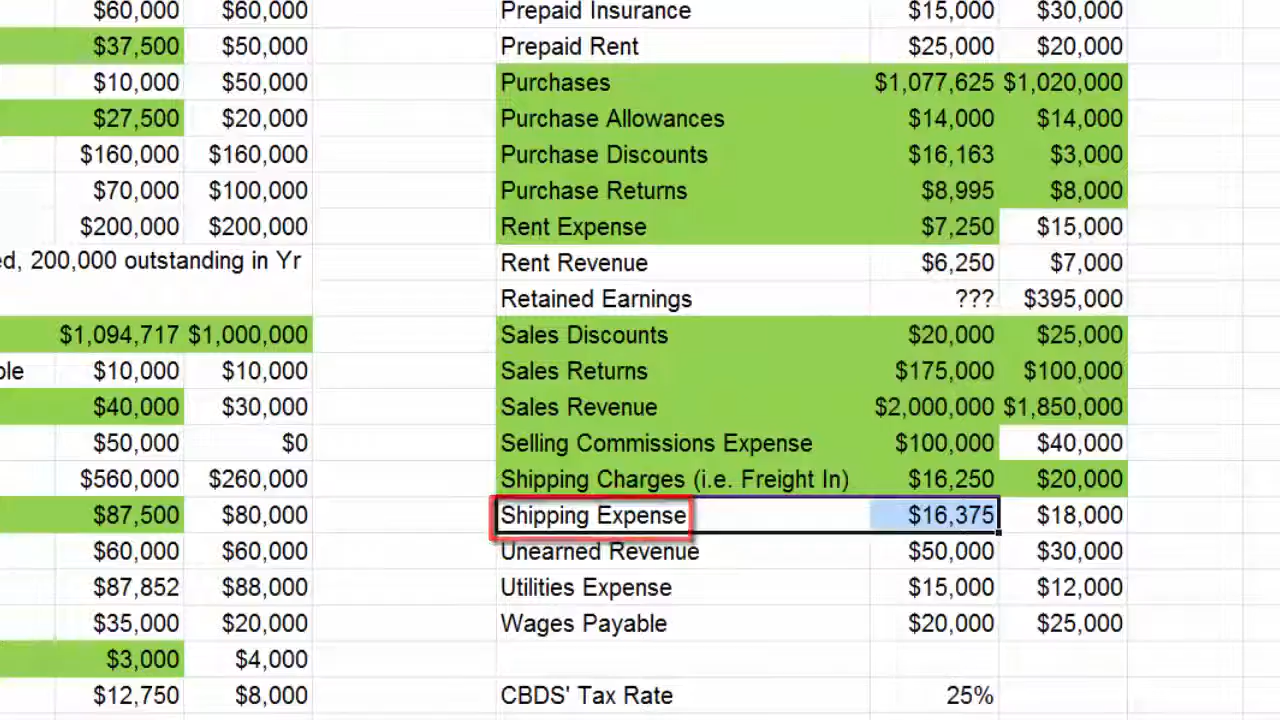 $60,000 $60,000 Prepaid Insurance $15,000 $30,000
$37,500 $50,000 Prepaid Rent $25,000 $20,000
$10,000 $50,000 Purchases $1,077,625 $1,020,000
$27,500 $20,000 Purchase Allowances $14,000 $14,000
$160,000 $160,000 Purchase Discounts $16,163 $3,000
$70,000 $100,000 Purchase Returns $8,995 $8,000
$200,000 $200,000 Rent Expense $7,250 $15,000
ed, 200,000 outstanding in Yr Rent Revenue $6,250 $7,000
Retained Earnings ??? $395,000
$1,094,717 $1,000,000 Sales Discounts $20,000 $25,000
ole $10,000 $10,000 Sales Returns $175,000 $100,000
$40,000 $30,000 Sales Revenue $2,000,000 $1,850,000
$50,000 $0 Selling Commissions Expense $100,000 $40,000
$560,000 $260,000 Shipping Charges (i.e. Freight In) $16,250 $20,000
$87,500 $80,000 Shipping Expense $16,375 $18,000
$60,000 $60,000 Unearned Revenue $50,000 $30,000
$87,852 $88,000 Utilities Expense $15,000 $12,000
$35,000 $20,000 Wages Payable $20,000 $25,000
$3,000 $4,000
$12,750 $8,000 CBDS' Tax Rate 25%